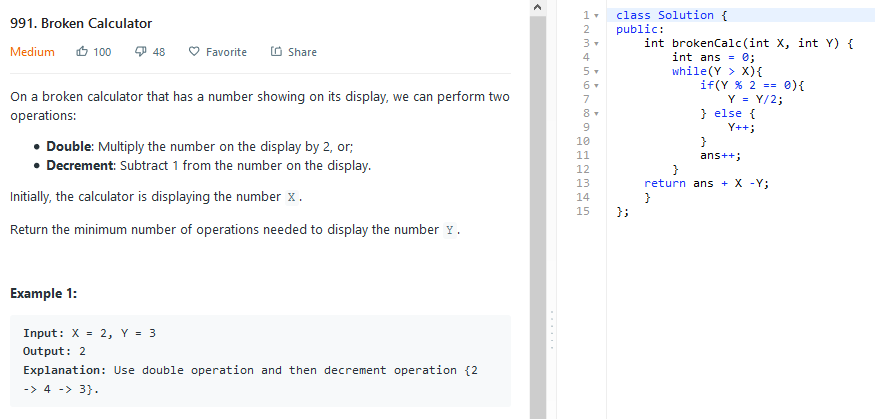 991. Broken Calculator
Medium 100 48 Favorite Share
On a broken calculator that has a number showing on its display, we can perform two
operations:
• Double: Multiply the number on the display by 2, or;
• Decrement: Subtract 1 from the number on the display.
Initially, the calculator is displaying the number X.
Return the minimum number of operations needed to display the number Y.
Example 1:
Input: X = 2, Y = 3
Output: 2
Explanation: Use double operation and then decrement operation {2
-> 4 -> 3}.
1 class Solution {
2 public:
3 int brokenCalc(int X, int Y) {
4 int ans = 0;
5 while(Y > X){
6 if(Y % 2 == 0){
7 Y = Y/2;
8 } else {
9 Y++;
10 }
11 ans++;
12 }
13 return ans + X -Y;
14 }
15 };